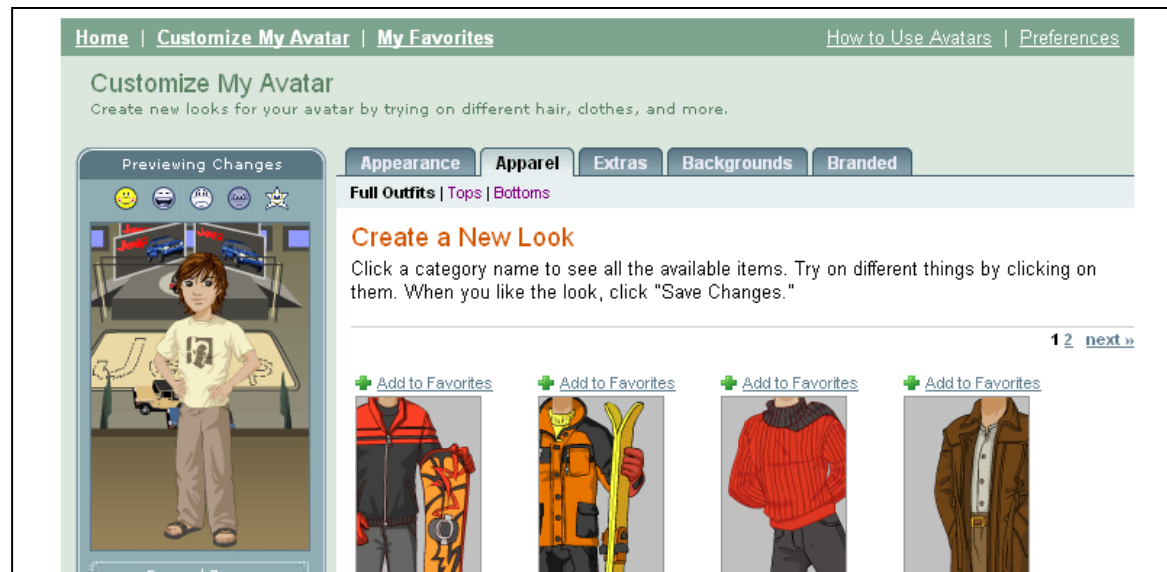 Home | Customize My Avatar | My Favorites
How to Use Avatars | Preferences
Customize My Avatar
Create new looks for your avatar by trying on different hair, clothes, and more.
Previewing Changes
Appearance Apparel Extras Backgrounds Branded
Full Outfits | Tops | Bottoms
Create a New Look
Click a category name to see all the available items. Try on different things by clicking on
them. When you like the look, click "Save Changes."
1 2 next »
Add to Favorites Add to Favorites Add to Favorites Add to Favorites
Jeep Jeep